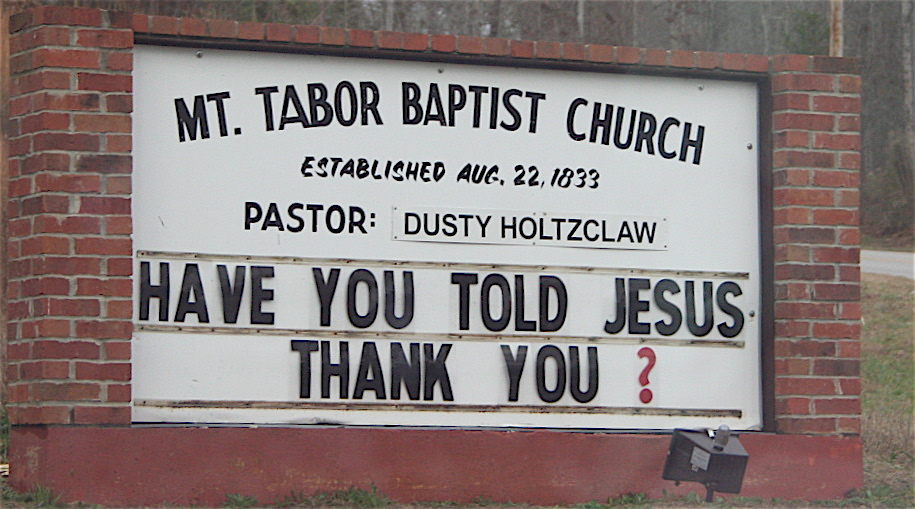 MT. TABOR BAPTIST CHURCH
ESTABLISHED AUG. 22, 1833
PASTOR: DUSTY HOLTZCLAW
HAVE YOU TOLD JESUS
THANK YOU ?